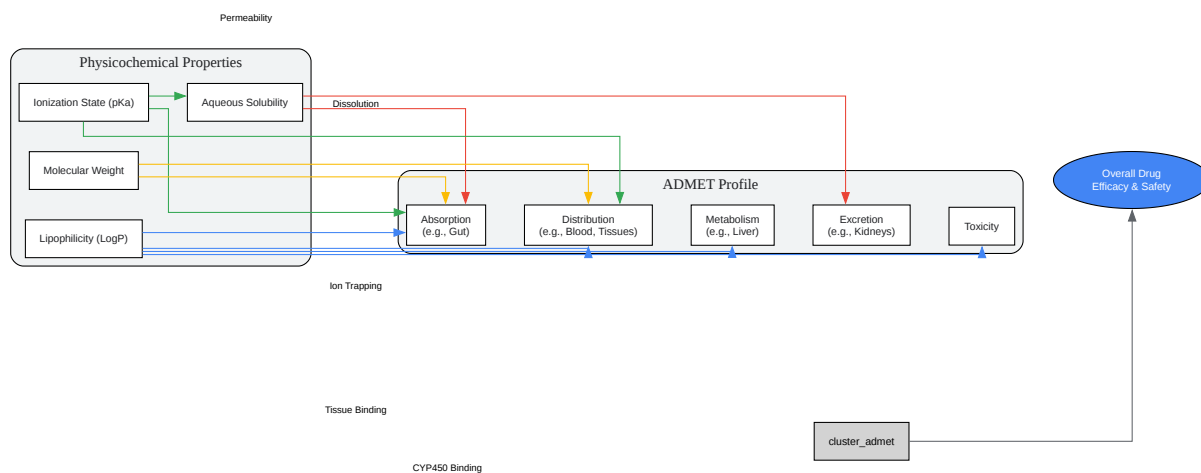 Permeability
Physicochemical Properties
Ionization State (pKa)
Aqueous Solubility
Dissolution
Molecular Weight
Lipophilicity (LogP)
ADMET Profile
Absorption
(e.g., Gut)
Distribution
(e.g., Blood, Tissues)
Metabolism
(e.g., Liver)
Excretion
(e.g., Kidneys)
Toxicity
Overall Drug
Efficacy & Safety
Ion Trapping
Tissue Binding
cluster_admet
CYP450 Binding